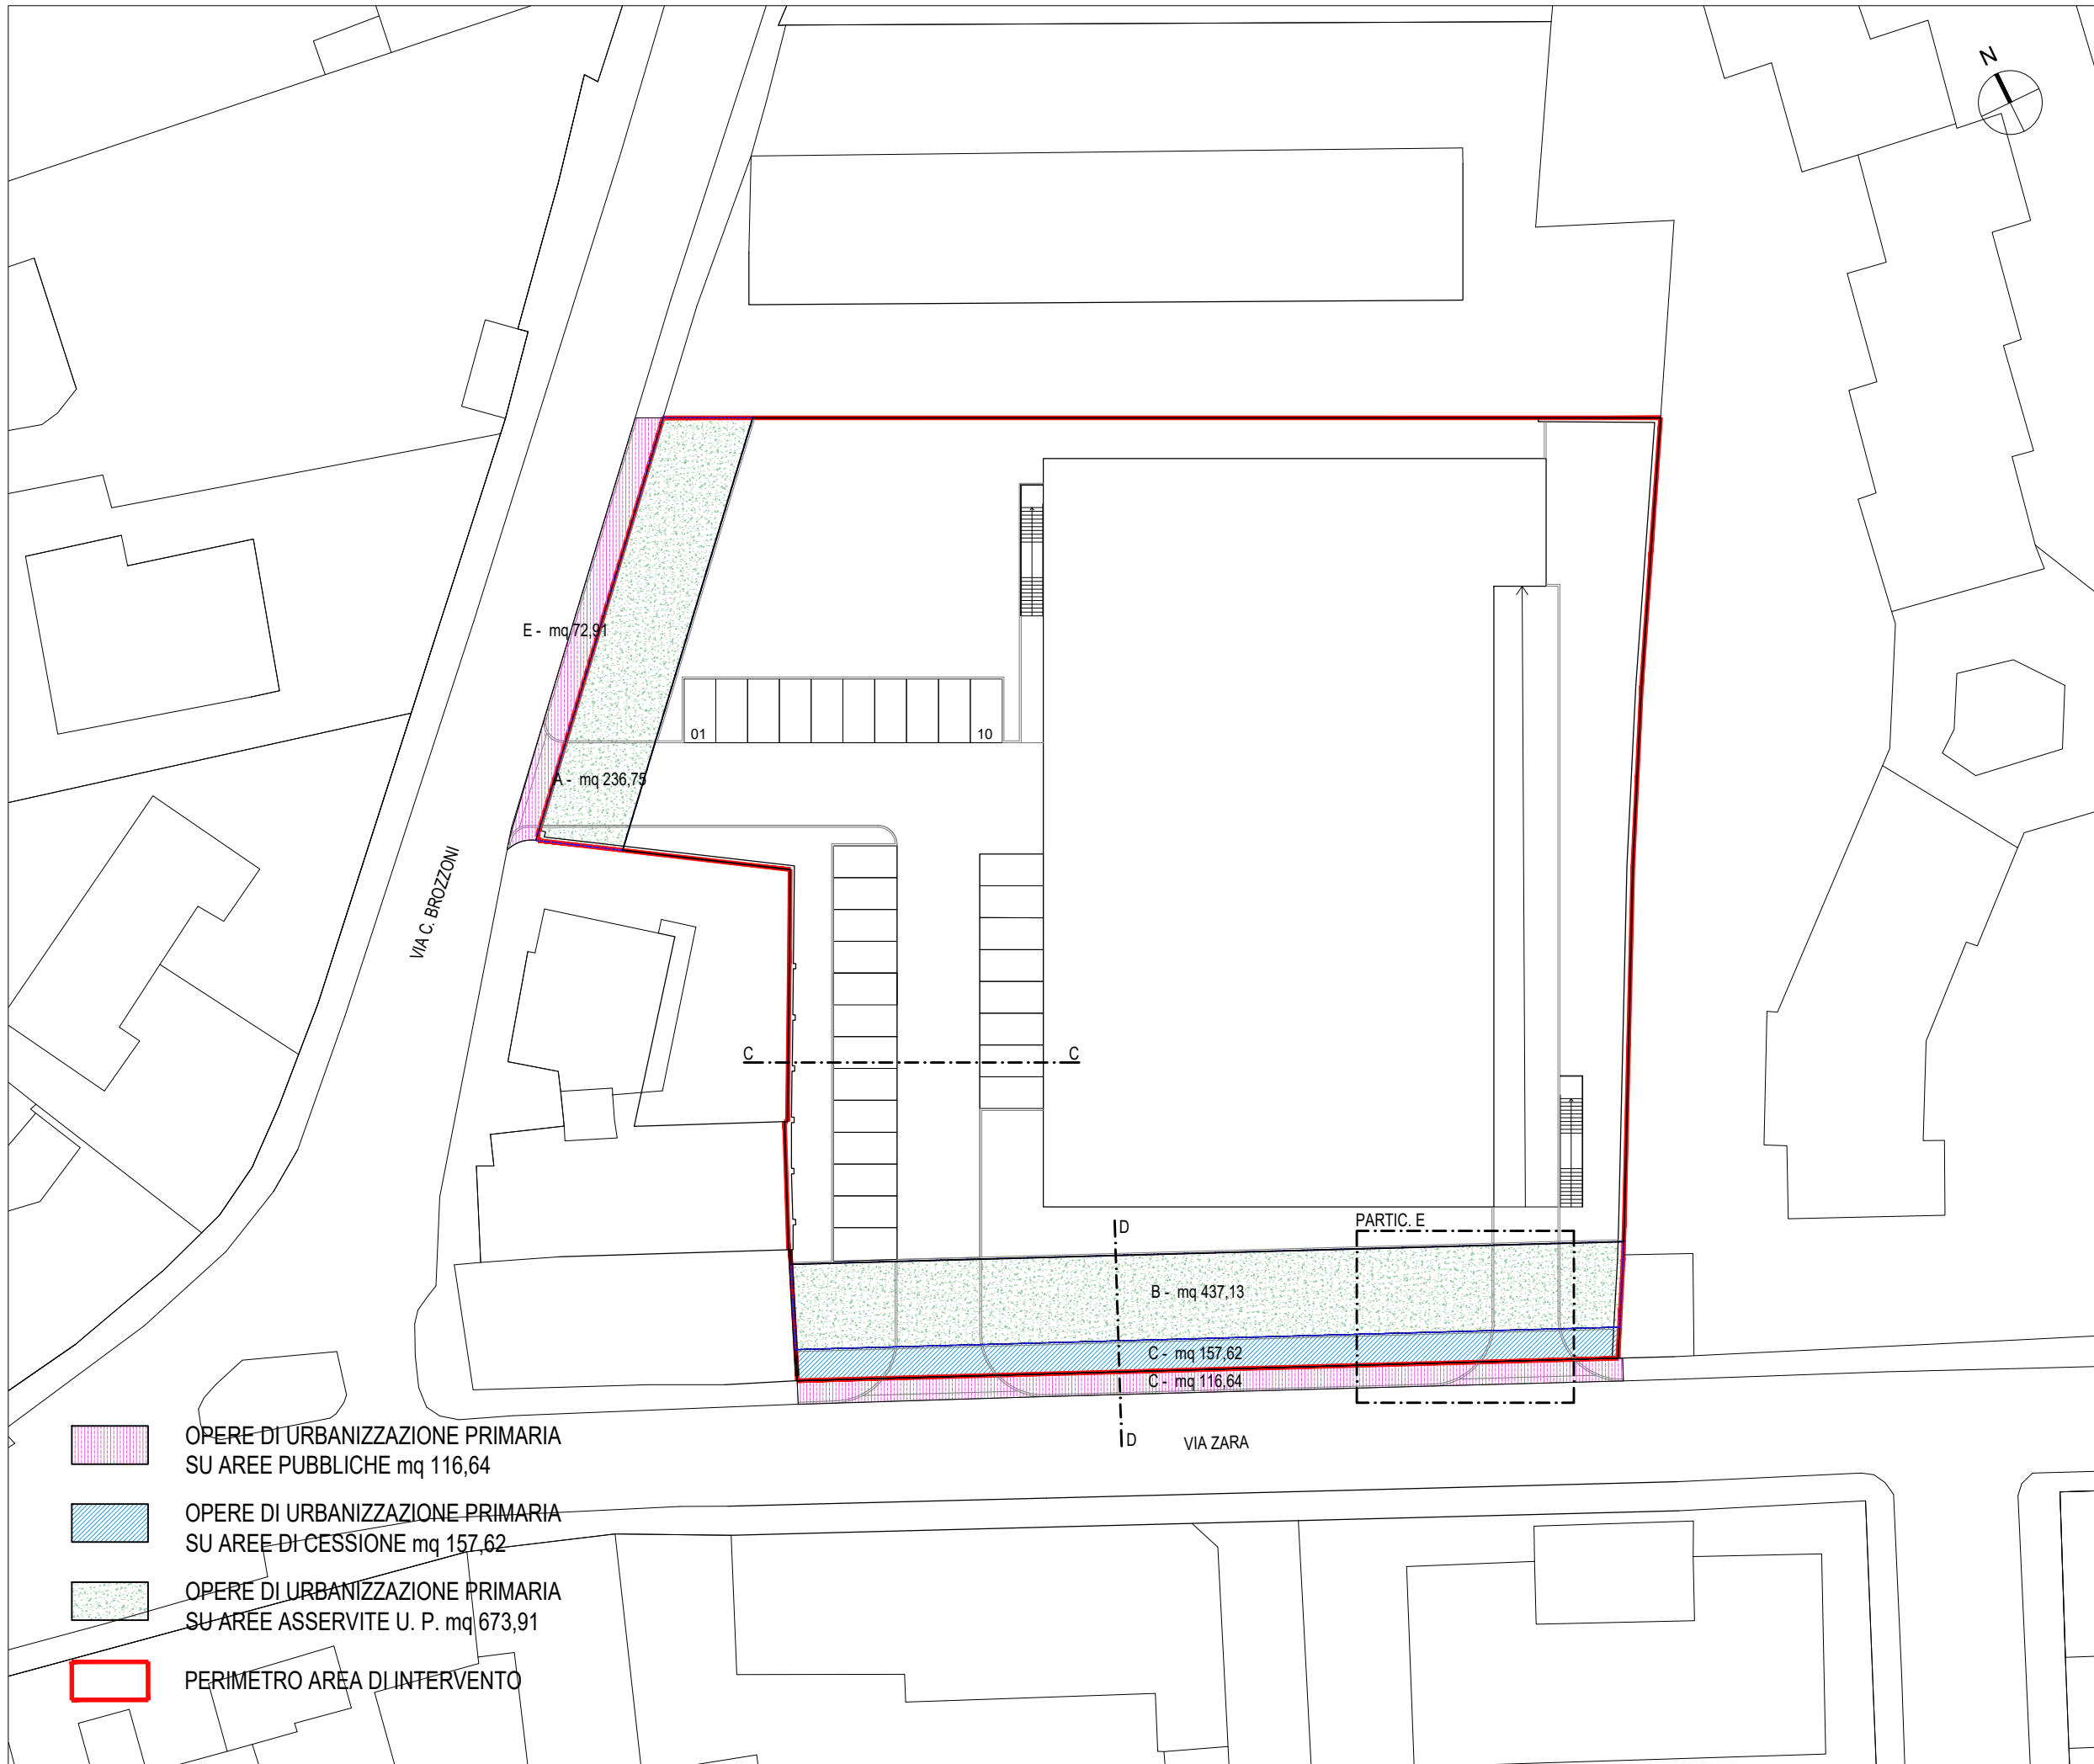 N
E - mq 72,91
01
10
A - mq 236,75
VIA C. BROZZONI
C
C
D
PARTIC. E
B - mq 437,13
C - mq 157,62
C - mq 116,64
D
VIA ZARA
OPERE DI URBANIZZAZIONE PRIMARIA
SU AREE PUBBLICHE mq 116,64
OPERE DI URBANIZZAZIONE PRIMARIA
SU AREE DI CESSIONE mq 157,62
OPERE DI URBANIZZAZIONE PRIMARIA
SU AREE ASSERVITE U. P. mq 673,91
PERIMETRO AREA DI INTERVENTO